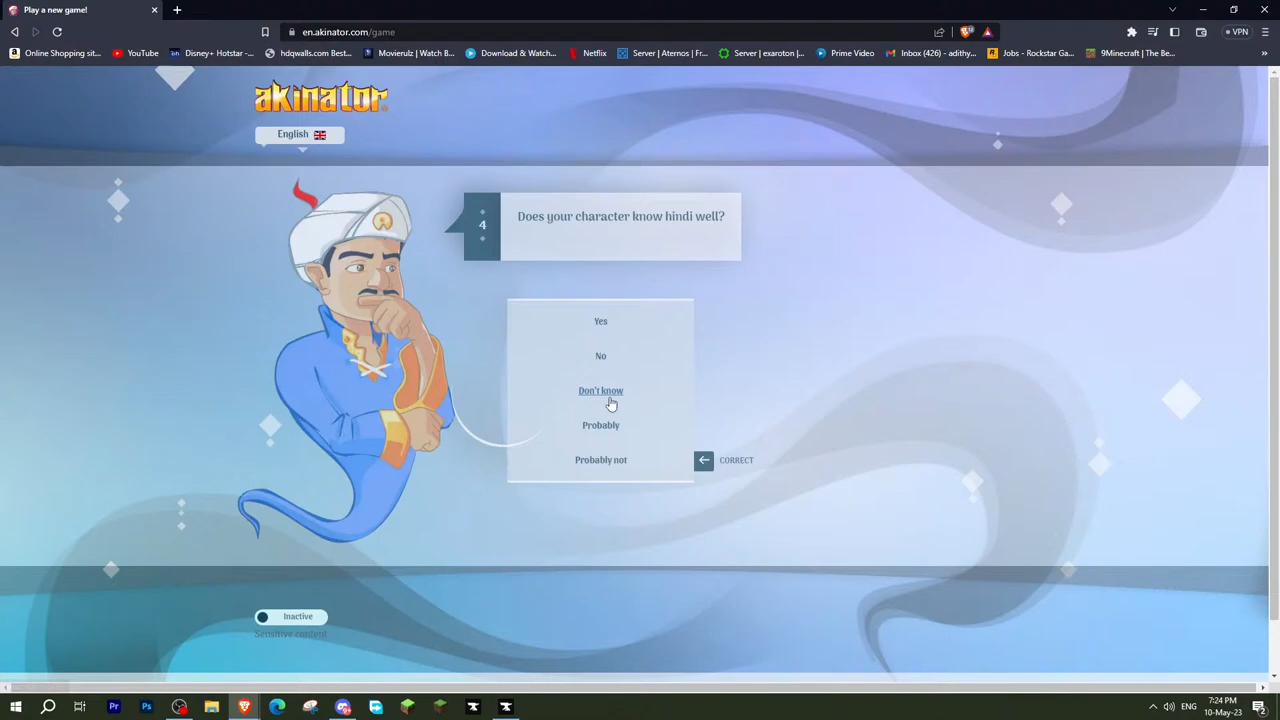 Play a new game!
en.akinator.com/game
VPN
Online Shopping...
YouTube
Disney+ Hotstar -...
hdqwalls.com Best...
Movierulz | Watch B...
Download & Watch...
Netflix
Server | Aternos | Fr...
Server | exaroton | ...
Prime Video
Inbox (426) - adithy...
Jobs - Rockstar Ga...
9Minecraft | The Be...
akinator
English
4
Does your character know hindi well?
Yes
No
Don't know
Probably
Probably not
CORRECT
Inactive
Sensitive content
Pr
Ps
ENG
7:24 PM
10-May-23
2